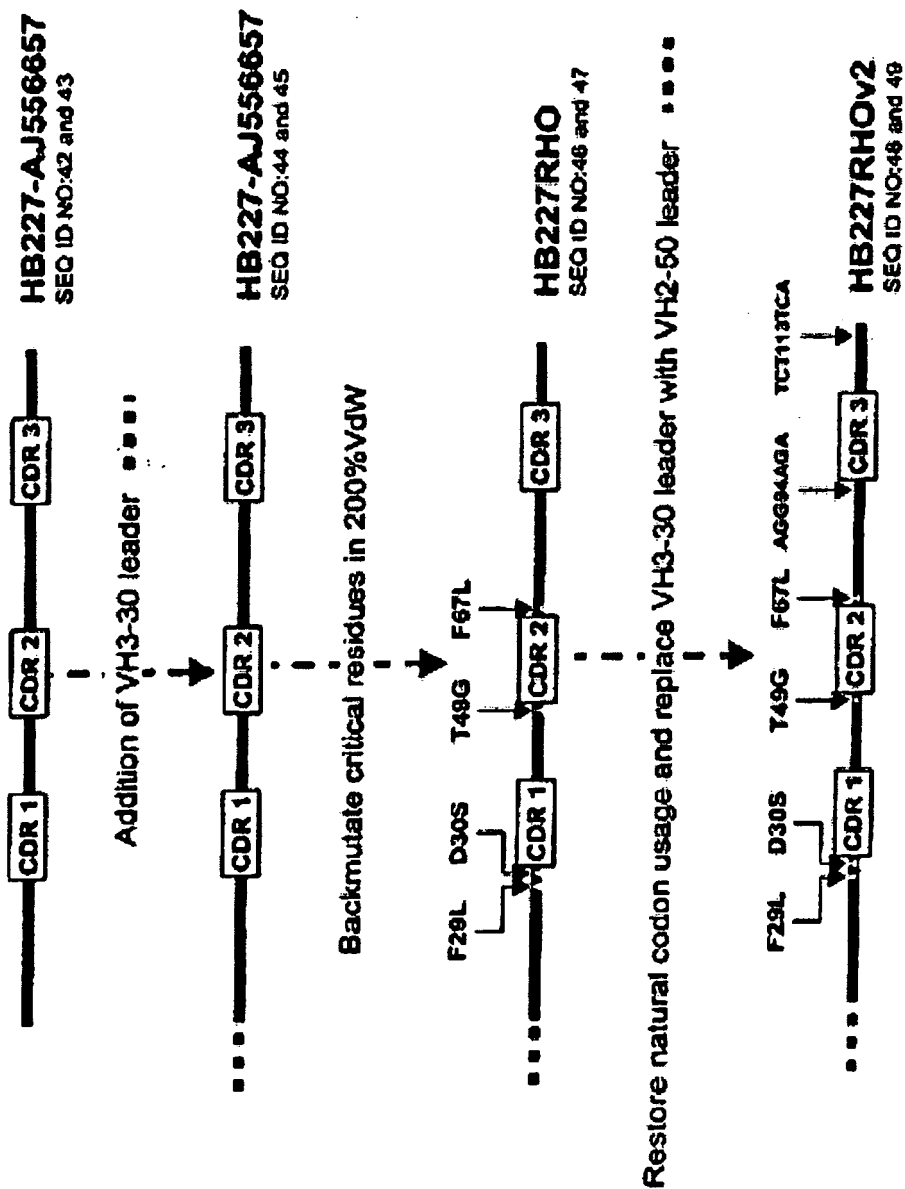 CDR 1 CDR 2 CDR 3
HB227-AJ556657
SEQ ID NO:42 and 43
Addition of VH3-30 leader
CDR 1 CDR 2 CDR 3
HB227-AJ556657
SEQ ID NO:44 and 45
Backmutate critical residues in 200%VdW
F29L D30S T49G F67L
CDR 1 CDR 2 CDR 3
HB227RHO
SEQ ID NO:46 and 47
Restore natural codon usage and replace VH3-30 leader with VH2-50 leader
F29L D30S T49G F67L AGG94AGA TCT113TCA
CDR 1 CDR 2 CDR 3
HB227RHOv2
SEQ ID NO:48 and 49